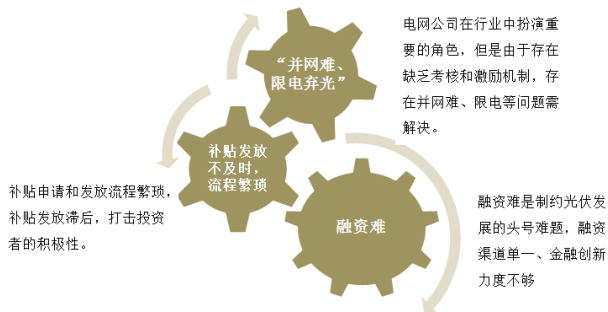 电网公司在行业中扮演重
要的角色，但是由于存在
缺乏考核和激励机制，存
在并网难、限电等问题需
解决。
“并网难、
限电弃光”
补贴发放
不及时，
流程繁琐
补贴申请和发放流程繁琐，
补贴发放滞后，打击投资
者的积极性。
融资难
融资难是制约光伏发
展的头号难题，融资
渠道单一、金融创新
力度不够